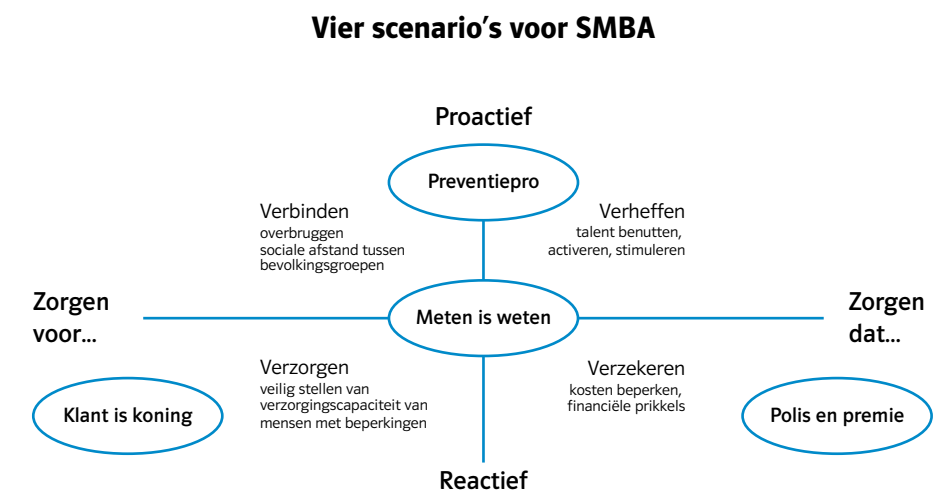 Vier scenario’s voor SMBA
Proactief
Preventiepro
Verbinden
overbruggen
sociale afstand tussen
bevolkingsgroepen
Verheffen
talent benutten,
activeren, stimuleren
Zorgen
voor...
Meten is weten
Zorgen
dat...
Klant is koning
Verzorgen
veilig stellen van
verzorgingscapaciteit van
mensen met beperkingen
Verzekeren
kosten beperken,
financiële prikkels
Polis en premie
Reactief